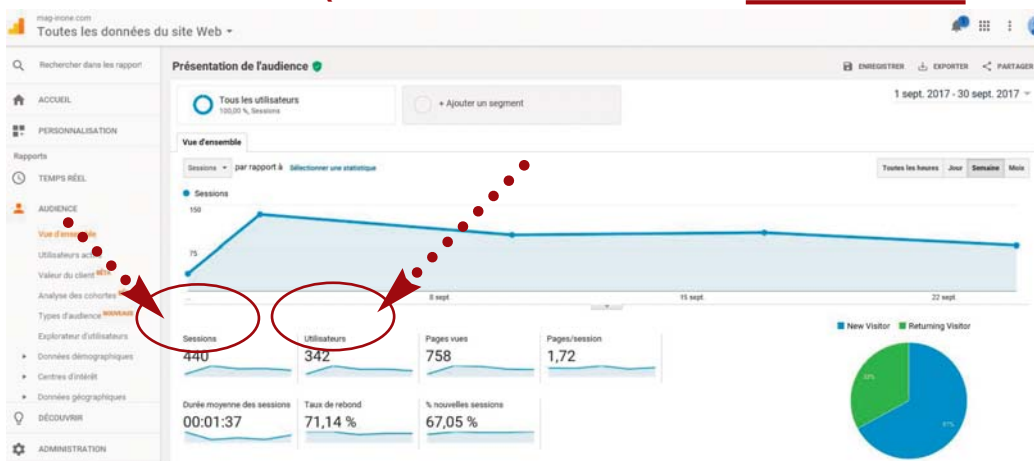 mag-irone.com
Toutes les données du site Web
Rechercher dans les rapport
ACCUEIL
PERSONNALISATION
Rapports
TEMPS RÉEL
AUDIENCE
Vue d'ensemble
Utilisateurs actifs
Valeur du client BÊTA
Analyse des cohortes
Types d'audience NOUVEAU
Explorateur d'utilisateurs
Données démographiques
Centres d'intérêt
Données géographiques
DÉCOUVRIR
ADMINISTRATION
Présentation de l'audience
ENREGISTRER EXPORTER PARTAGER
1 sept. 2017 - 30 sept. 2017
Tous les utilisateurs
100,00 %, Sessions
+ Ajouter un segment
Vue d'ensemble
Sessions par rapport à Sélectionner une statistique
Toutes les heures Jour Semaine Mois
Sessions
150
75
... 8 sept. 15 sept. 22 sept.
New Visitor Returning Visitor
Sessions
440
Utilisateurs
342
Pages vues
758
Pages/session
1,72
Durée moyenne des sessions
00:01:37
Taux de rebond
71,14 %
% nouvelles sessions
67,05 %